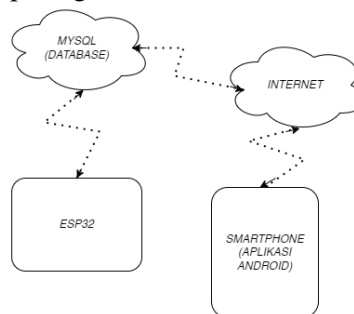 MYSQL
(DATABASE)
INTERNET
ESP32
SMARTPHONE
(APLIKASI
ANDROID)